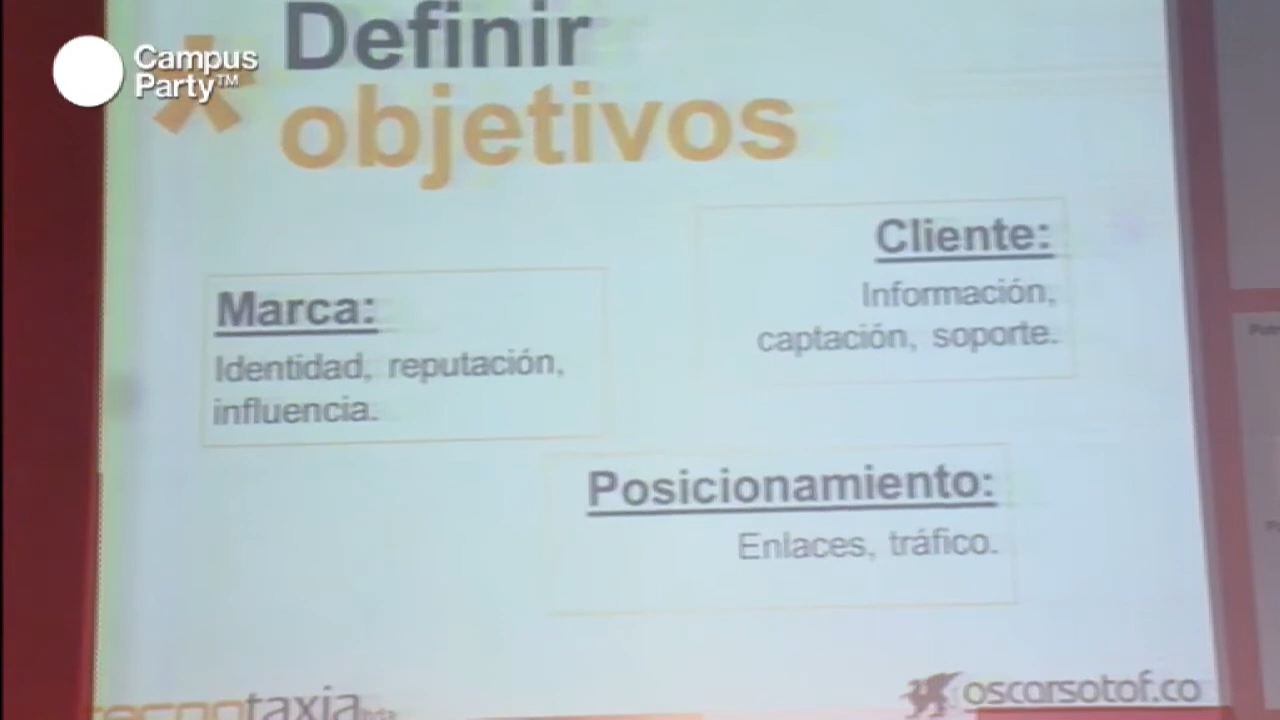 Campus
Party™
Definir
objetivos
Cliente:
Información,
captación, soporte.
Marca:
Identidad, reputación,
influencia.
Posicionamiento:
Enlaces, tráfico.
oscarsotof.co